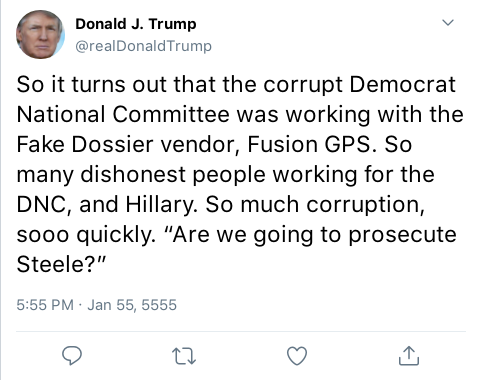 Donald J. Trump
@realDonaldTrump
So it turns out that the corrupt Democrat
National Committee was working with the
Fake Dossier vendor, Fusion GPS. So
many dishonest people working for the
DNC, and Hillary. So much corruption,
sooo quickly. “Are we going to prosecute
Steele?”
5:55 PM · Jan 55, 5555